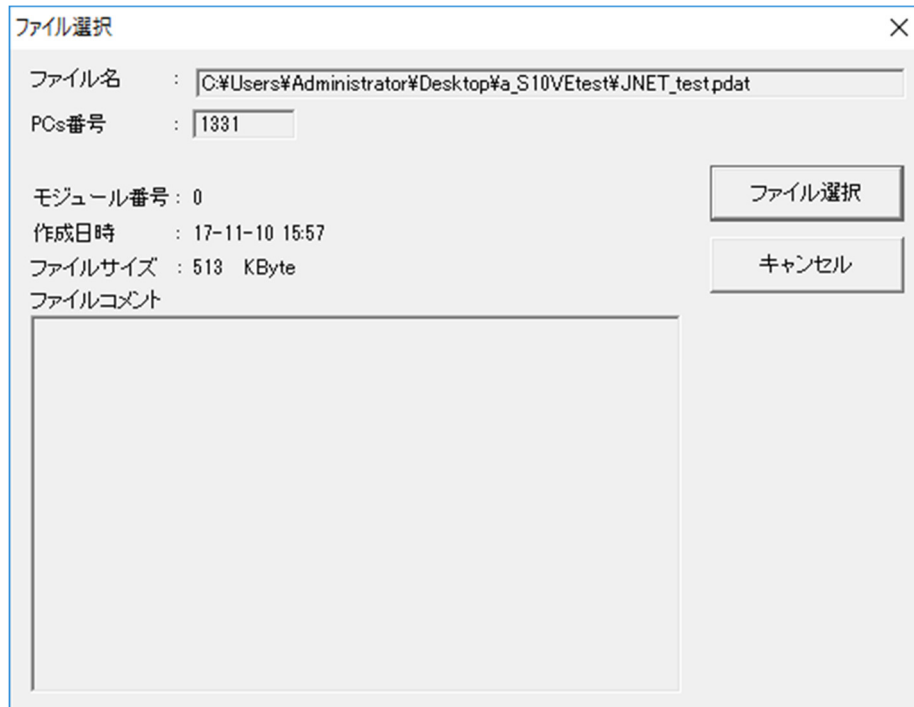 ファイル選択
ファイル名 : C:¥Users¥Administrator¥Desktop¥a_S10VEtest¥JNET_test.pdat
PCs番号 : 1331
モジュール番号 : 0
ファイル選択
作成日時 : 17-11-10 15:57
ファイルサイズ : 513 KByte
キャンセル
ファイルコメント